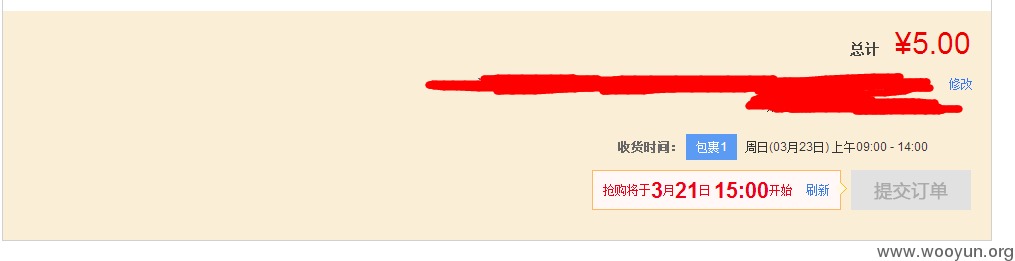 总计 ¥5.00
修改
收货时间： 包裹1 周日(03月23日) 上午09:00 - 14:00
抢购将于3月21日 15:00开始 刷新 提交订单
www.wooyun.org